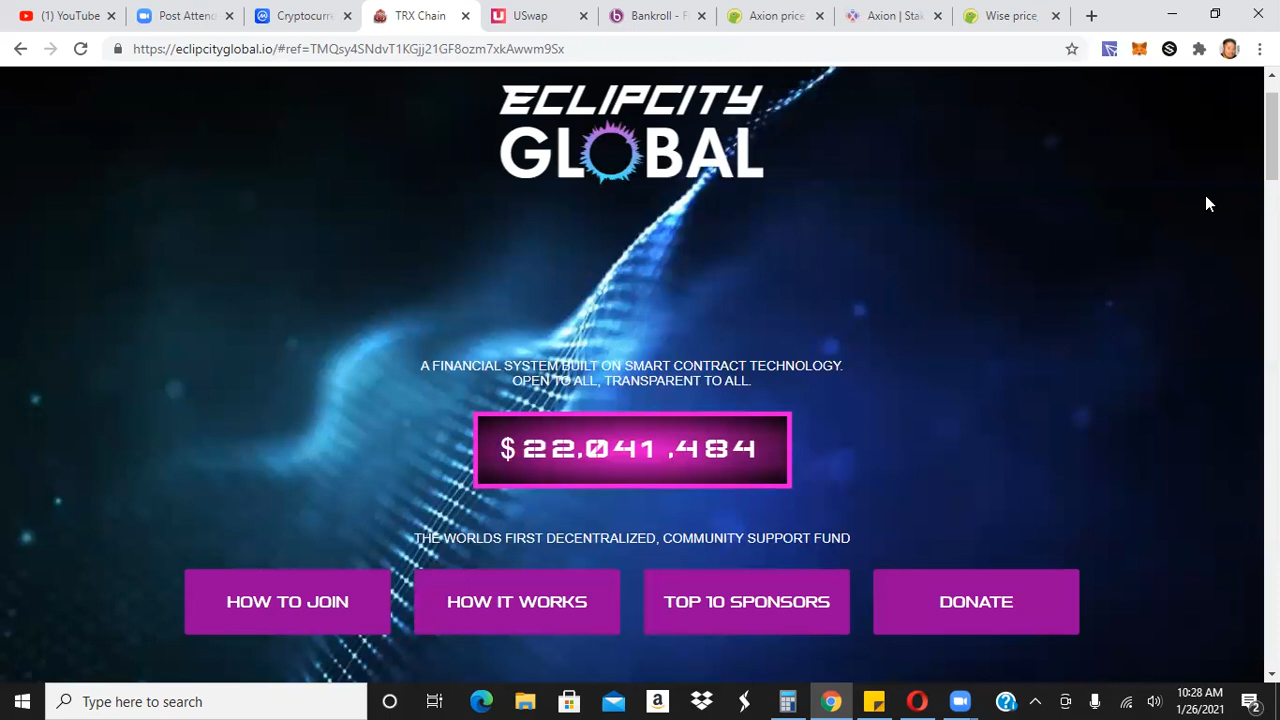 (1) YouTube
Post Attend
Cryptocurre
TRX Chain
USwap
Bankroll - F
Axion price
Axion | Stak
Wise price,
https://eclipcityglobal.io/#ref=TMQsy4SNdvT1KGjj21GF8ozm7xkAwwm9Sx
ECLIPCITY
GLOBAL
A FINANCIAL SYSTEM BUILT ON SMART CONTRACT TECHNOLOGY.
OPEN TO ALL, TRANSPARENT TO ALL.
$22,041,484
THE WORLDS FIRST DECENTRALIZED, COMMUNITY SUPPORT FUND
HOW TO JOIN
HOW IT WORKS
TOP 10 SPONSORS
DONATE
Type here to search
10:28 AM
1/26/2021
2